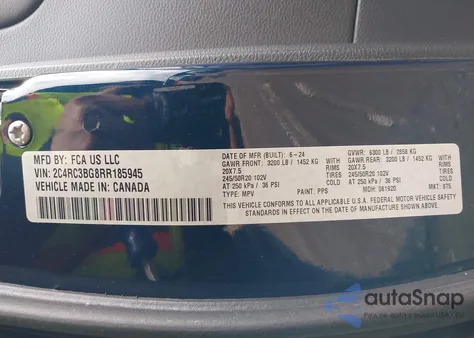 MFD BY: FCA US LLC
VIN: 2C4RC3BG8RR185945
VEHICLE MADE IN: CANADA
DATE OF MFR (BUILT): 6-24
GAWR FRONT: 3200 LB / 1452 KG
20X7.5 RIMS
245/50R20 102V TIRES
AT 250 kPa / 36 PSI
TYPE: MPV PAINT: PPS
GVWR: 6300 LB / 2858 KG
GAWR REAR: 3200 LB / 1452 KG
20X7.5 RIMS
245/50R20 102V TIRES
AT 250 kPa / 36 PSI
MDH: 061920 MKT: STS
THIS VEHICLE CONFORMS TO ALL APPLICABLE U.S.A. FEDERAL MOTOR VEHICLE
SAFETY STANDARDS IN EFFECT ON THE DATE OF MANUFACTURE SHOWN ABOVE.
autoSnap